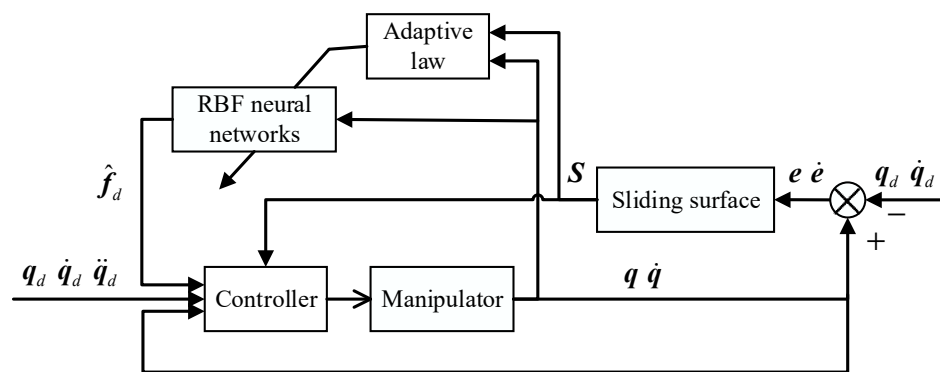 Adaptive
law
RBF neural
networks
f̂_d
S
Sliding surface
e ė
q_d q̇_d
−
+
q_d q̇_d q̈_d
Controller
Manipulator
q q̇